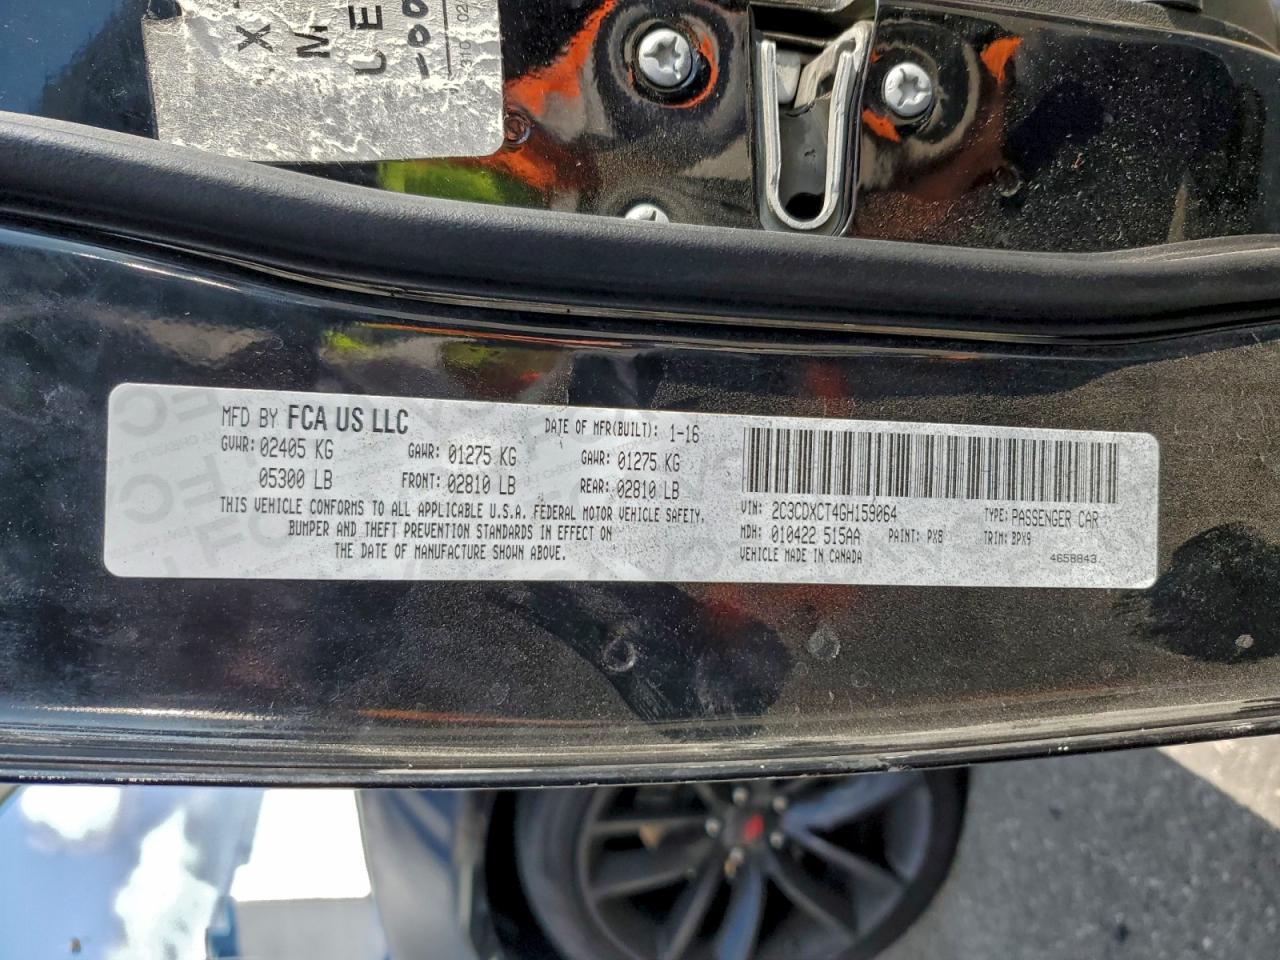 X
M
LE
-00
MFD BY FCA US LLC
DATE OF MFR(BUILT): 1-16
GVWR: 02405 KG GAWR: 01275 KG GAWR: 01275 KG
05300 LB FRONT: 02810 LB REAR: 02810 LB
THIS VEHICLE CONFORMS TO ALL APPLICABLE U.S.A. FEDERAL MOTOR VEHICLE SAFETY,
BUMPER AND THEFT PREVENTION STANDARDS IN EFFECT ON
THE DATE OF MANUFACTURE SHOWN ABOVE.
VIN: 2C3CDXCT4GH159064 TYPE: PASSENGER CAR
MDH: 010422 515AA PAINT: PX8 TRIM: BPX9
VEHICLE MADE IN CANADA 4658843